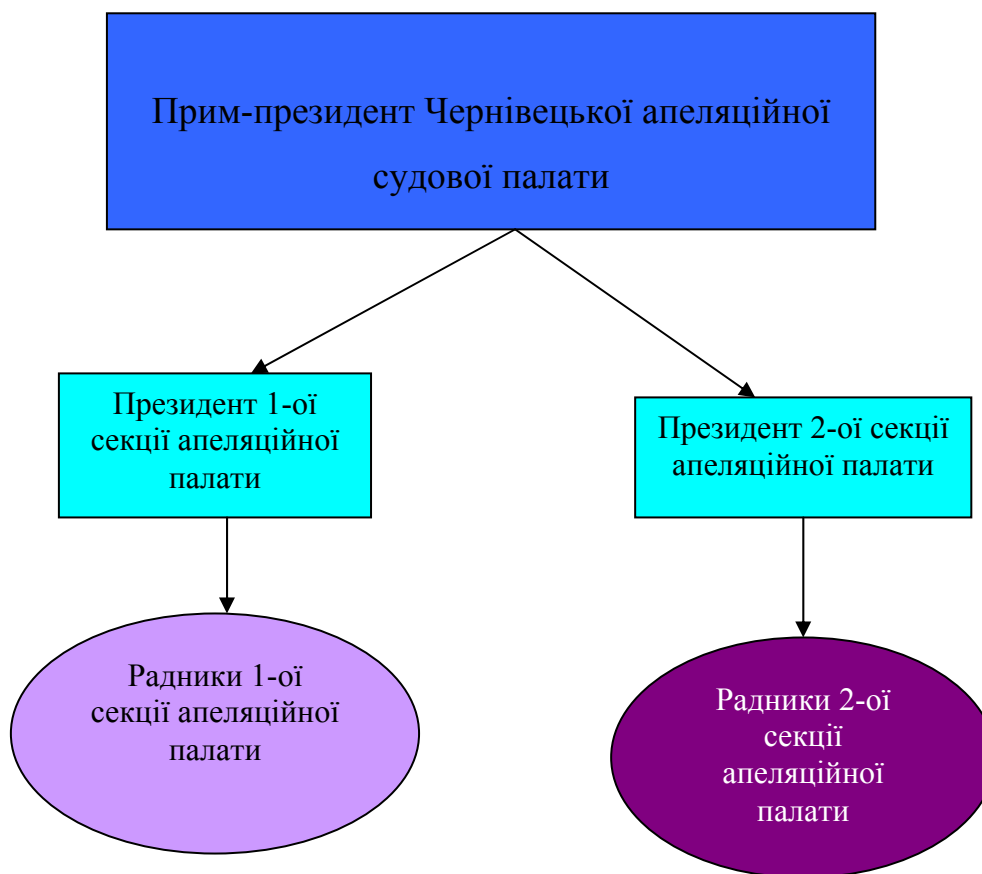 Прим-президент Чернівецької апеляційної
судової палати
Президент 1-ої
секції апеляційної
палати
Президент 2-ої секції
апеляційної палати
Радники 1-ої
секції апеляційної
палати
Радники 2-ої
секції
апеляційної
палати